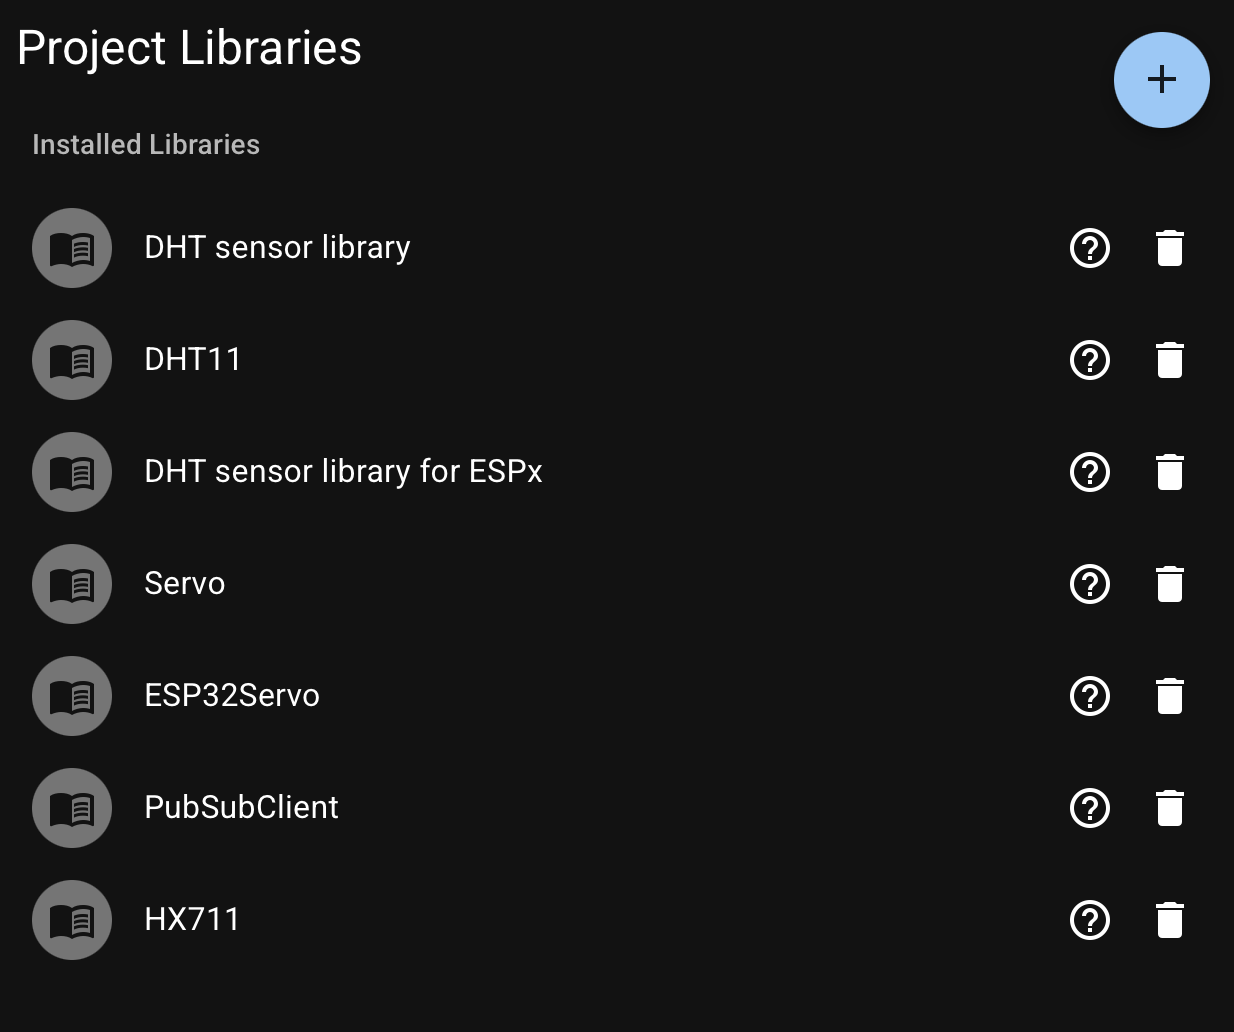 Project Libraries
Installed Libraries
DHT sensor library
DHT11
DHT sensor library for ESPx
Servo
ESP32Servo
PubSubClient
HX711